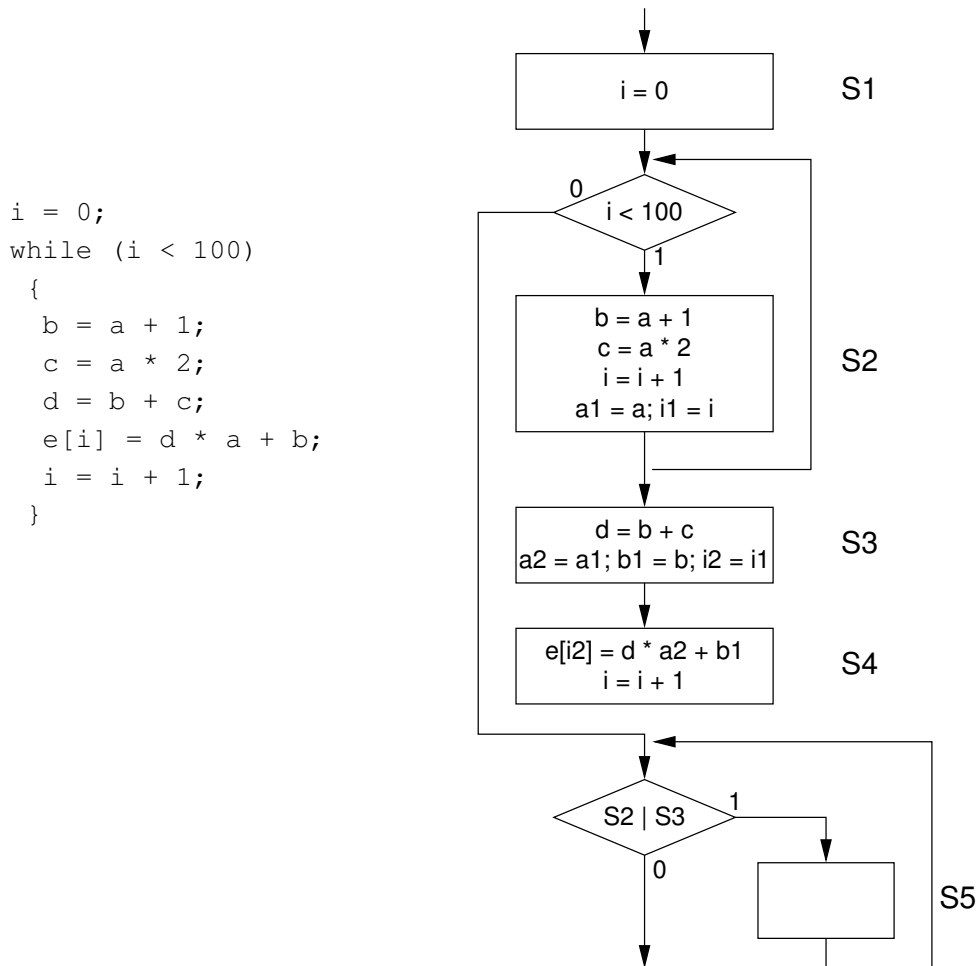 i = 0;
while (i < 100)
{
b = a + 1;
c = a * 2;
d = b + c;
e[i] = d * a + b;
i = i + 1;
}
i = 0
S1
0
i < 100
1
b = a + 1
c = a * 2
i = i + 1
a1 = a; i1 = i
S2
d = b + c
a2 = a1; b1 = b; i2 = i1
S3
e[i2] = d * a2 + b1
i = i + 1
S4
S2 | S3
1
0
S5